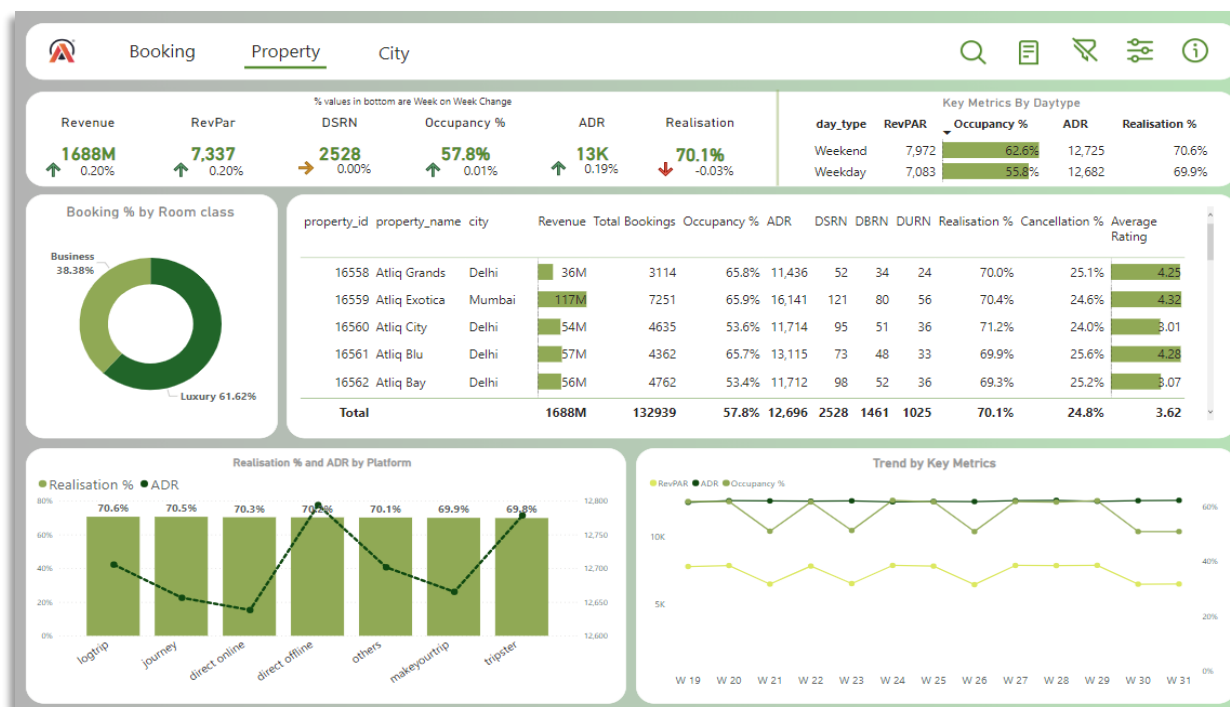 Booking Property City
% values in bottom are Week on Week Change
Revenue RevPar DSRN Occupancy % ADR Realisation
1688M 7,337 2528 57.8% 13K 70.1%
0.20% 0.20% 0.00% 0.01% 0.19% -0.03%
Key Metrics By Daytype
day_type RevPAR Occupancy % ADR Realisation %
Weekend 7,972 62.6% 12,725 70.6%
Weekday 7,083 55.8% 12,682 69.9%
Booking % by Room class
Business
38.38%
Luxury 61.62%
property_id property_name city Revenue Total Bookings Occupancy % ADR DSRN DBRN DURN Realisation % Cancellation % Average
Rating
16558 Atliq Grands Delhi 36M 3114 65.8% 11,436 52 34 24 70.0% 25.1% 4.25
16559 Atliq Exotica Mumbai 117M 7251 65.9% 16,141 121 80 56 70.4% 24.6% 4.32
16560 Atliq City Delhi 54M 4635 53.6% 11,714 95 51 36 71.2% 24.0% 3.01
16561 Atliq Blu Delhi 57M 4362 65.7% 13,115 73 48 33 69.9% 25.6% 4.28
16562 Atliq Bay Delhi 56M 4762 53.4% 11,712 98 52 36 69.3% 25.2% 3.07
Total 1688M 132939 57.8% 12,696 2528 1461 1025 70.1% 24.8% 3.62
Realisation % and ADR by Platform
Realisation % ADR
80% 12,800
70.6% 70.5% 70.3% 70.2% 70.1% 69.9% 69.8%
60% 12,750
40% 12,700
20% 12,650
0% 12,600
logtrip journey direct online direct offline others makeyourtrip tripster
Trend by Key Metrics
RevPAR ADR Occupancy %
60%
10K
40%
5K
20%
0%
W 19 W 20 W 21 W 22 W 23 W 24 W 25 W 26 W 27 W 28 W 29 W 30 W 31